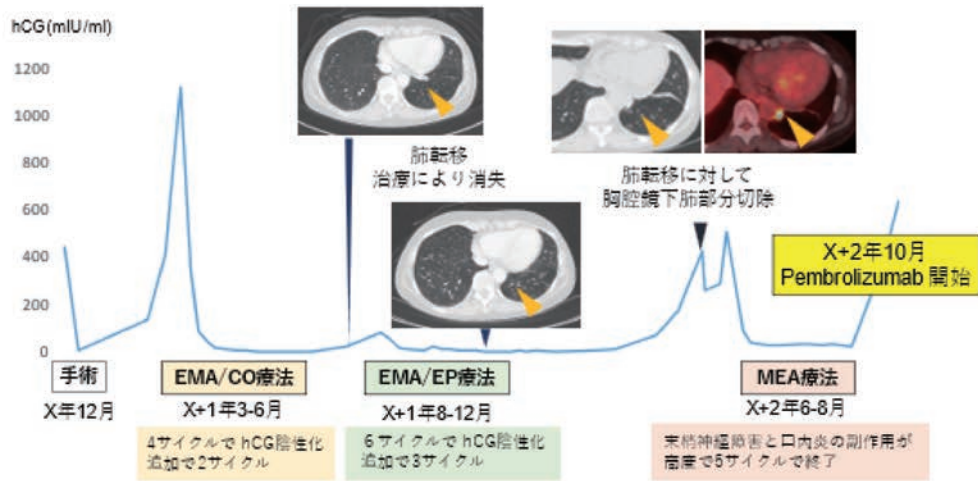 hCG(mIU/ml)
1200
1000
800
600
400
200
0
肺転移
治療により消失
肺転移に対して
胸腔鏡下肺部分切除
X+2年10月
Pembrolizumab 開始
手術
X年12月
EMA/CO療法
X+1年3-6月
4サイクルで hCG陰性化
追加で2サイクル
EMA/EP療法
X+1年8-12月
6サイクルで hCG陰性化
追加で3サイクル
MEA療法
X+2年6-8月
末梢神経障害と口内炎の副作用が
高度で5サイクルで終了